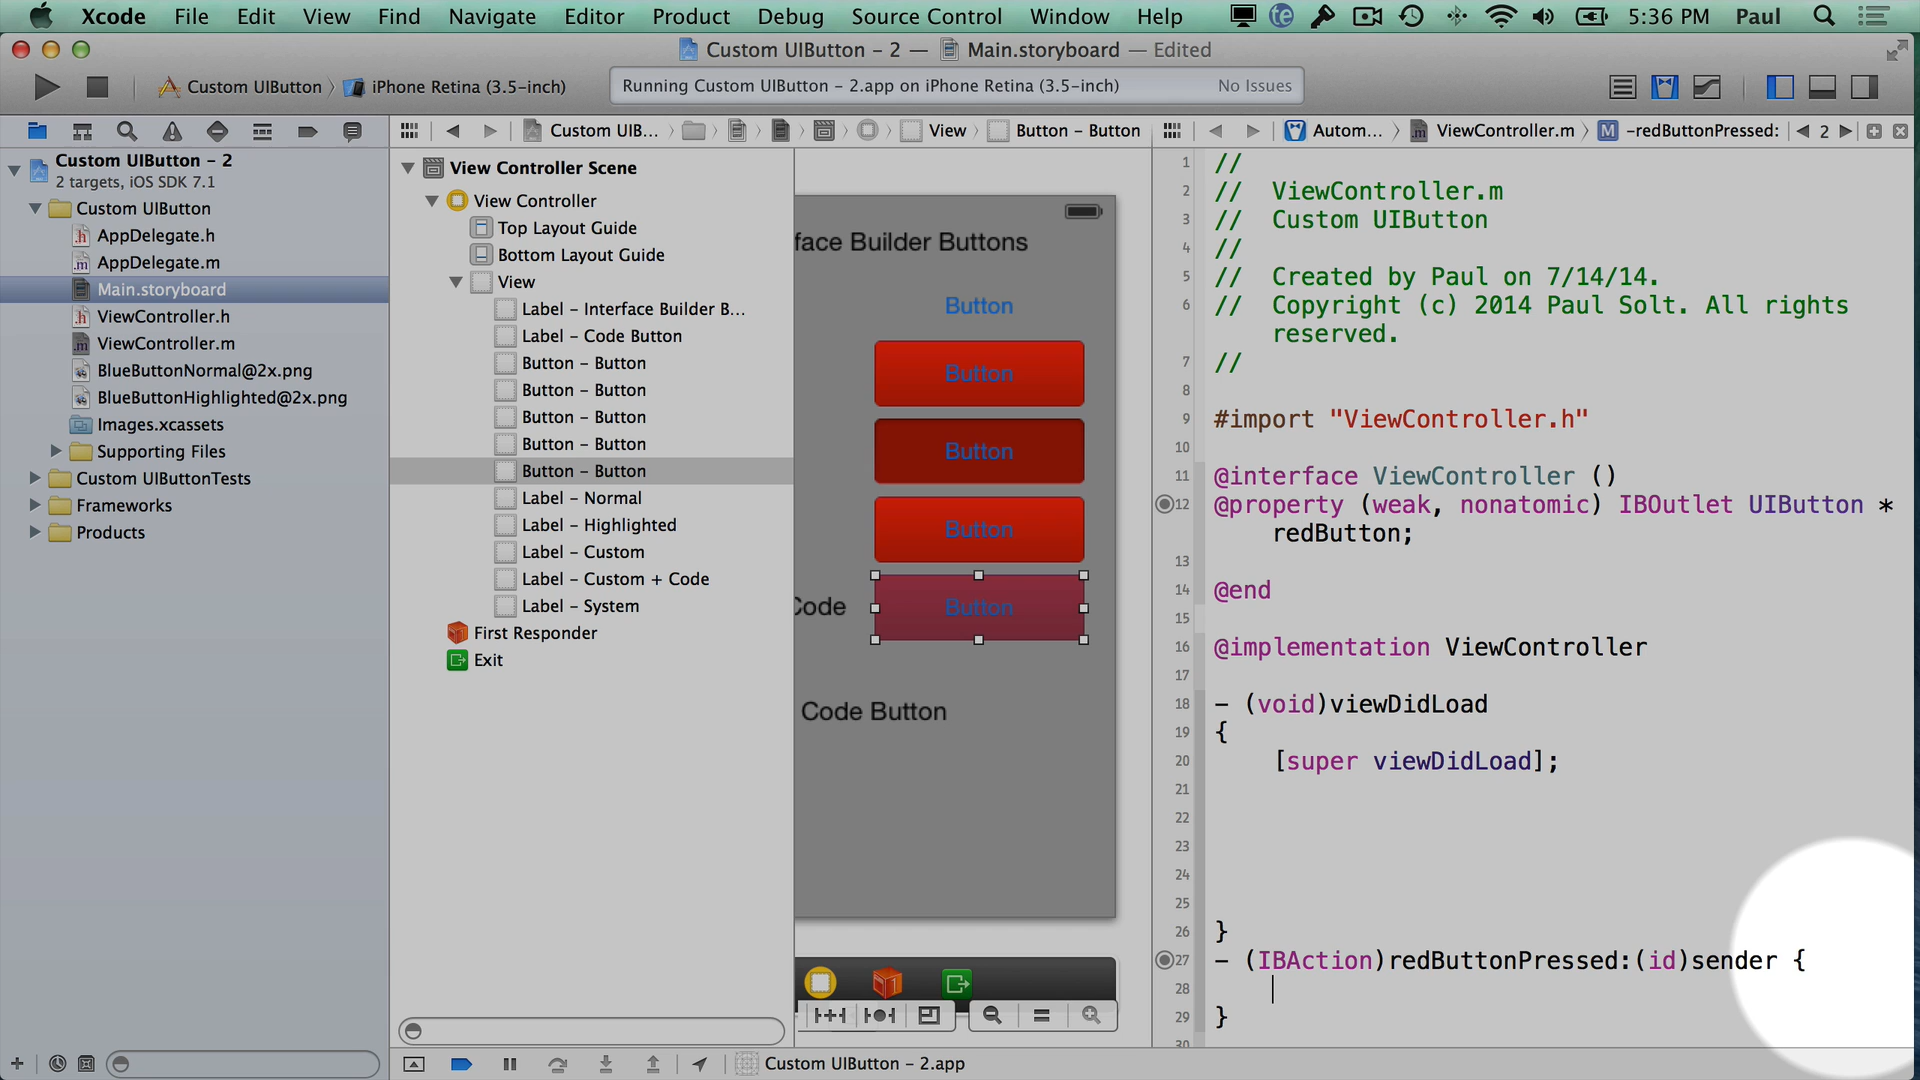 Xcode File Edit View Find Navigate Editor Product Debug Source Control Window Help te 5:36 PM Paul
Custom UIButton – 2 — Main.storyboard — Edited
Custom UIButton iPhone Retina (3.5-inch)
Running Custom UIButton – 2.app on iPhone Retina (3.5-inch) No Issues
Custom UIB... View Button – Button
Autom... ViewController.m M -redButtonPressed: 2
Custom UIButton – 2
2 targets, iOS SDK 7.1
Custom UIButton
AppDelegate.h
AppDelegate.m
Main.storyboard
ViewController.h
ViewController.m
BlueButtonNormal@2x.png
BlueButtonHighlighted@2x.png
Images.xcassets
Supporting Files
Custom UIButtonTests
Frameworks
Products
View Controller Scene
View Controller
Top Layout Guide
Bottom Layout Guide
View
Label – Interface Builder B...
Label – Code Button
Button – Button
Button – Button
Button – Button
Button – Button
Button – Button
Label – Normal
Label – Highlighted
Label – Custom
Label – Custom + Code
Label – System
First Responder
Exit
face Builder Buttons
Button
Button
Button
Button
Code Button
Code Button
1 //
2 //  ViewController.m
3 //  Custom UIButton
4 //
5 //  Created by Paul on 7/14/14.
6 //  Copyright (c) 2014 Paul Solt. All rights
reserved.
7 //
8
9 #import "ViewController.h"
10
11 @interface ViewController ()
12 @property (weak, nonatomic) IBOutlet UIButton *
redButton;
13
14 @end
15
16 @implementation ViewController
17
18 - (void)viewDidLoad
19 {
20     [super viewDidLoad];
21
22
23
24
25
26 }
27 - (IBAction)redButtonPressed:(id)sender {
28
29 }
30
Custom UIButton – 2.app